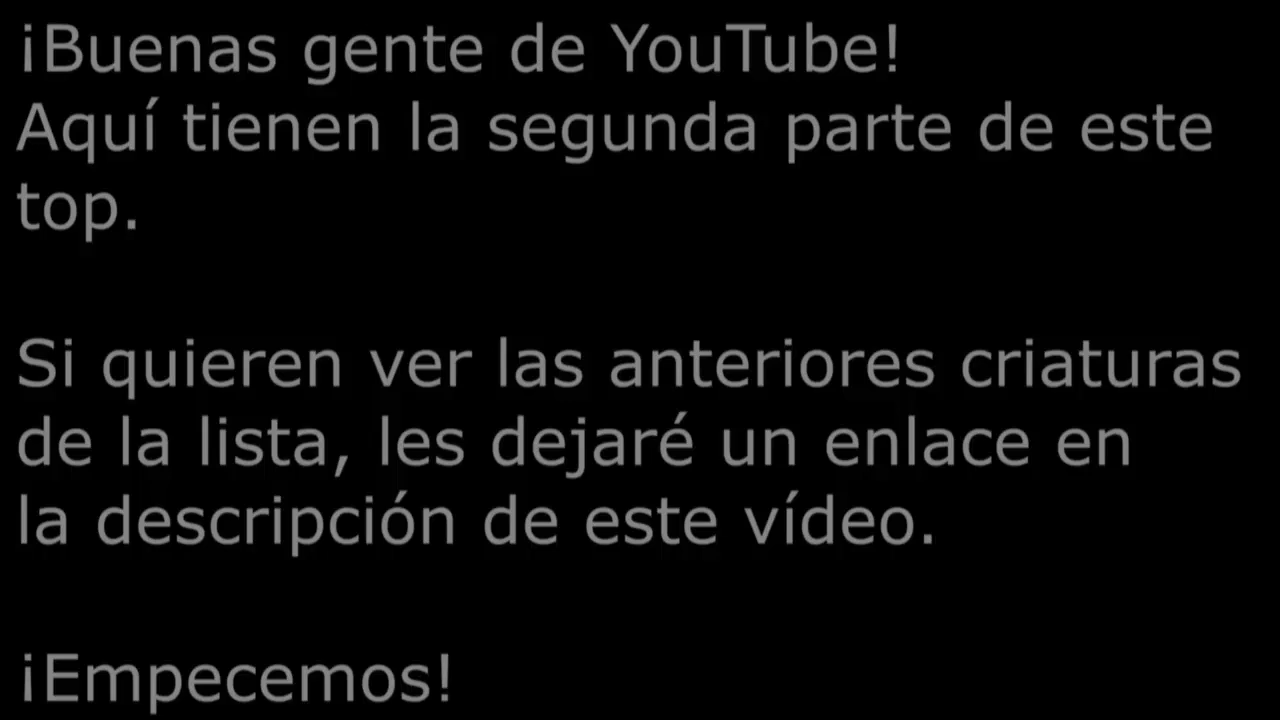 ¡Buenas gente de YouTube!
Aquí tienen la segunda parte de este
top.
Si quieren ver las anteriores criaturas
de la lista, les dejaré un enlace en
la descripción de este vídeo.
¡Empecemos!